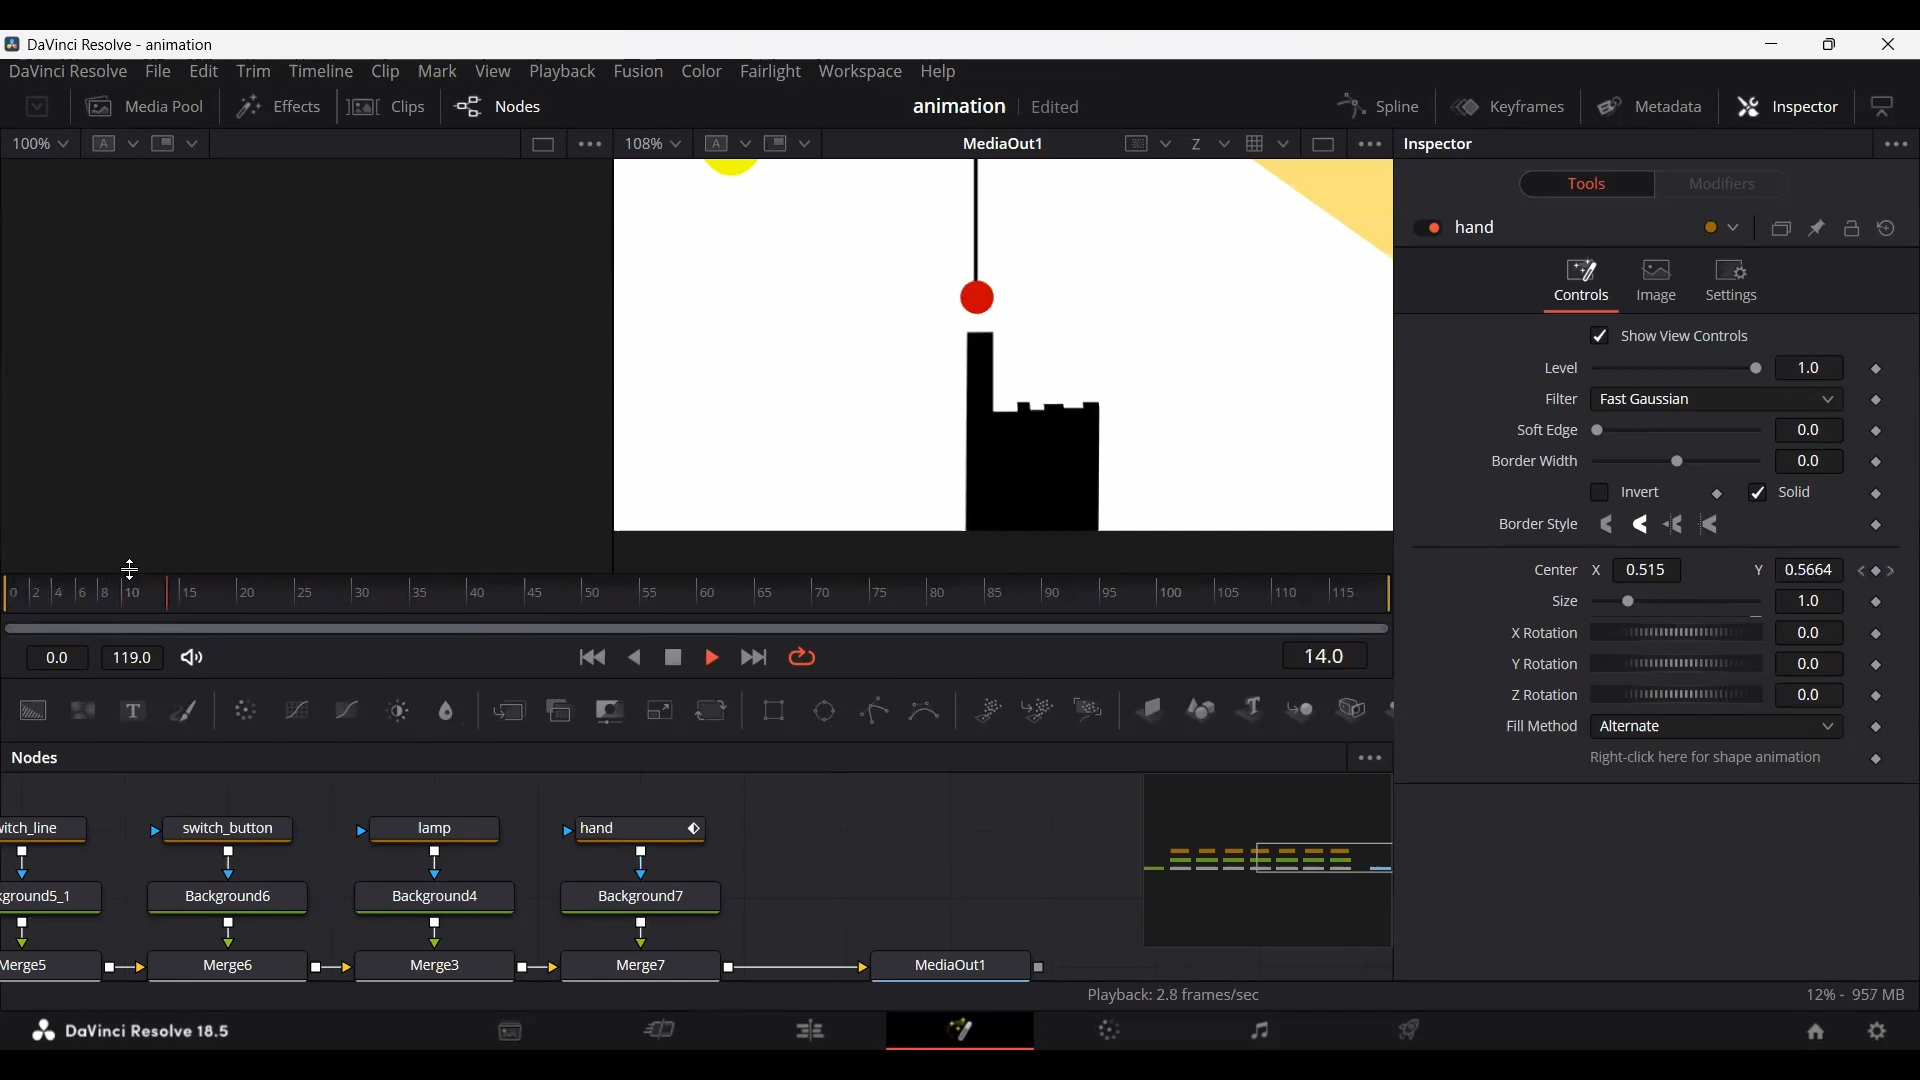 DaVinci Resolve - animation
DaVinci Resolve File Edit Trim Timeline Clip Mark View Playback Fusion Color Fairlight Workspace Help
Media Pool Effects Clips Nodes animation Edited Spline Keyframes Metadata Inspector
100% A 108% A MediaOut1 Z Inspector
Tools Modifiers
hand
Controls Image Settings
Show View Controls
Level 1.0
Filter Fast Gaussian
Soft Edge 0.0
Border Width 0.0
Invert Solid
Border Style
Center X 0.515 Y 0.5664
Size 1.0
X Rotation 0.0
Y Rotation 0.0
Z Rotation 0.0
Fill Method Alternate
Right-click here for shape animation
0 2 4 6 8 10 15 20 25 30 35 40 45 50 55 60 65 70 75 80 85 90 95 100 105 110 115
0.0 119.0 14.0
T T
Nodes
itch_line switch_button lamp hand
ground5_1 Background6 Background4 Background7
Merge5 Merge6 Merge3 Merge7 MediaOut1
Playback: 2.8 frames/sec 12% - 957 MB
DaVinci Resolve 18.5